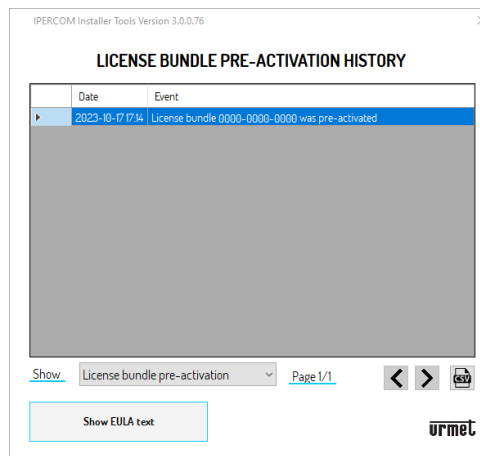 IPERCOM Installer Tools Version 3.0.0.76
LICENSE BUNDLE PRE-ACTIVATION HISTORY
Date Event
2023-10-17 17:14 License bundle 0000-0000-0000 was pre-activated
Show License bundle pre-activation Page 1/1 CSV
Show EULA text
urmet